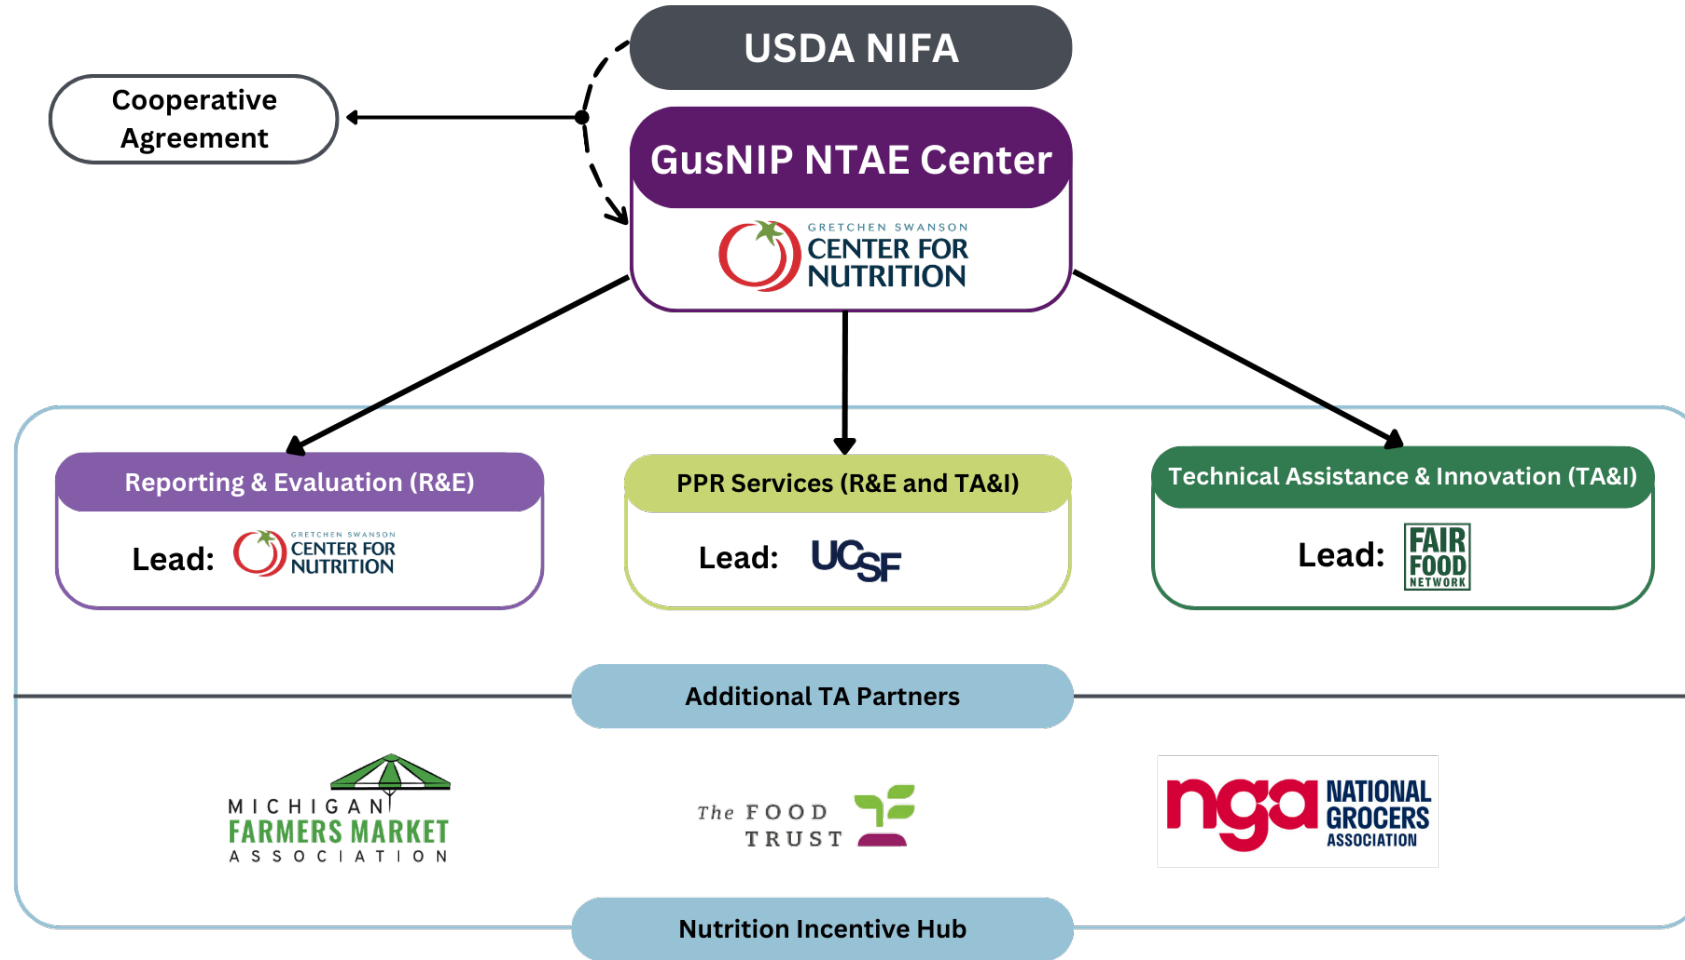 USDA NIFA
Cooperative
Agreement
GusNIP NTAE Center
GRETCHEN SWANSON
CENTER FOR
NUTRITION
Reporting & Evaluation (R&E)
Lead:
GRETCHEN SWANSON
CENTER FOR
NUTRITION
PPR Services (R&E and TA&I)
Lead:
UCSF
Technical Assistance & Innovation (TA&I)
Lead:
FAIR
FOOD
NETWORK
Additional TA Partners
MICHIGAN
FARMERS MARKET
ASSOCIATION
The FOOD
TRUST
nga
NATIONAL
GROCERS
ASSOCIATION
Nutrition Incentive Hub